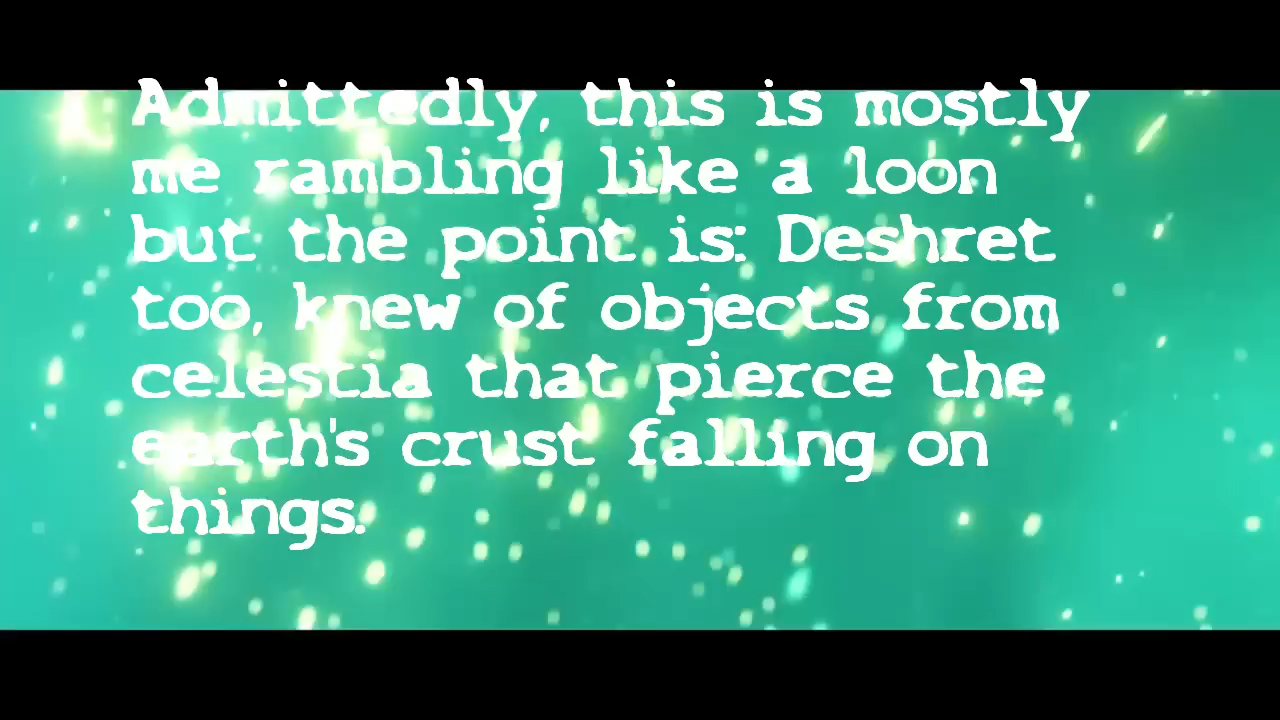 Admittedly, this is mostly
me rambling like a loon
but the point is: Deshret
too, knew of objects from
celestia that pierce the
earth's crust falling on
things.